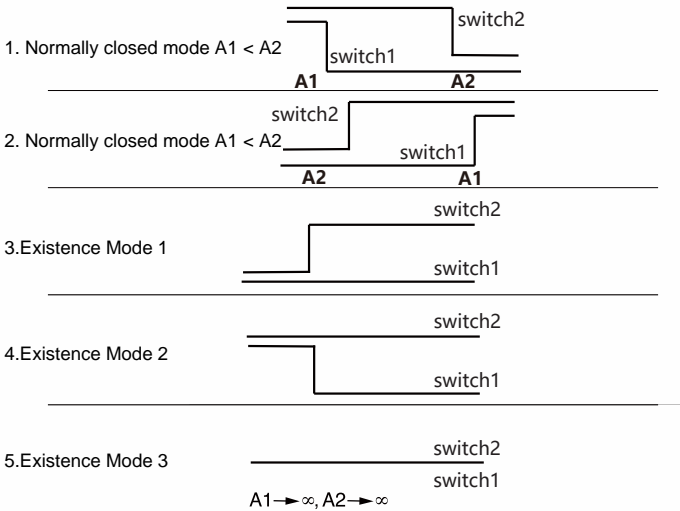 switch2
1. Normally closed mode A1 < A2
switch1
A1 A2
switch2
2. Normally closed mode A1 < A2
switch1
A2 A1
switch2
3.Existence Mode 1
switch1
switch2
4.Existence Mode 2
switch1
switch2
5.Existence Mode 3
switch1
A1→∞, A2→∞